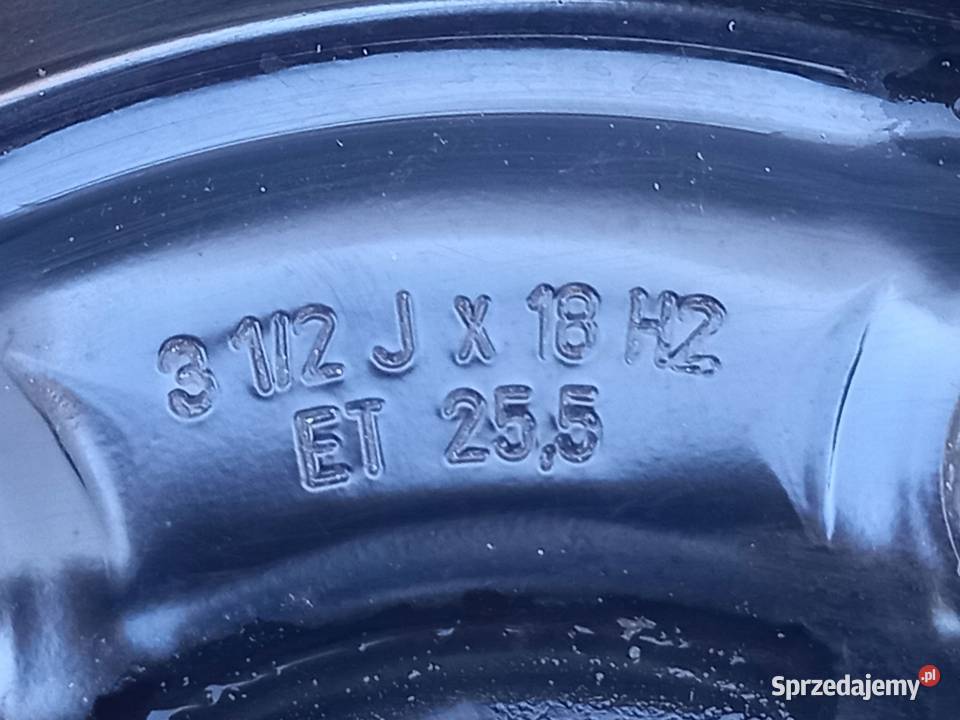 3 1/2 J X 18 H2
ET 25,5
Sprzedajemy.pl